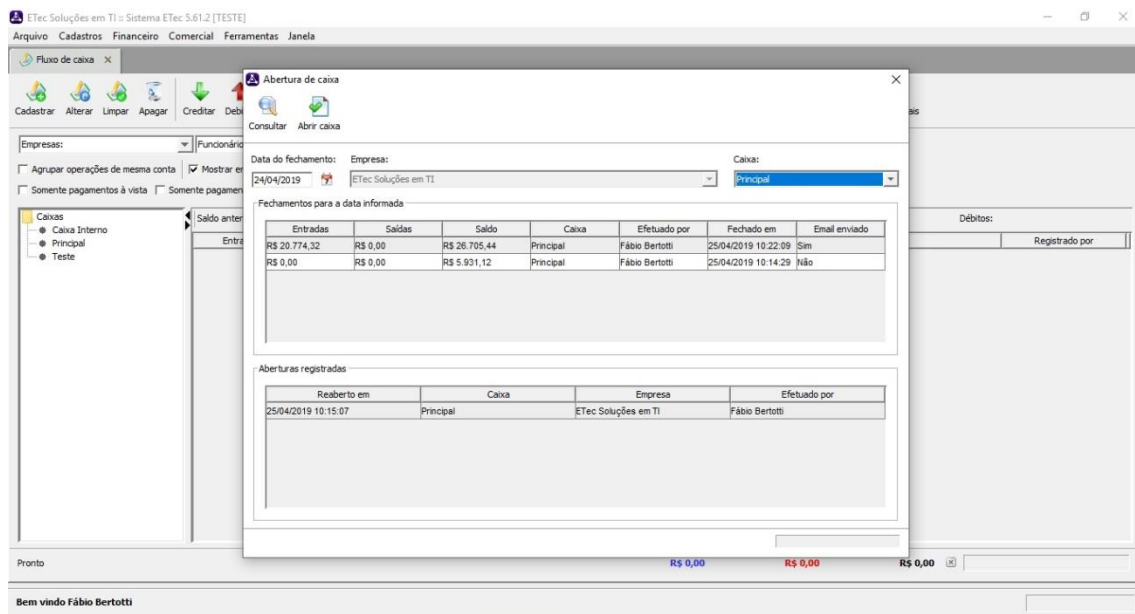 ETec Soluções em TI :: Sistema ETec 5.61.2 [TESTE]
Arquivo Cadastros Financeiro Comercial Ferramentas Janela
Fluxo de caixa
Cadastrar Alterar Limpar Apagar Creditar Debi
Abertura de caixa
Consultar Abrir caixa
ais
Empresas: Funcionário
Agrupar operações de mesma conta Mostrar er
Somente pagamentos à vista Somente pagamen
Data do fechamento: Empresa: Caixa:
24/04/2019 ETec Soluções em TI Principal
Caixas
Caixa Interno
Principal
Teste
Saldo anter
Entra
Débitos:
Registrado por
Fechamentos para a data informada
Entradas Saídas Saldo Caixa Efetuado por Fechado em Email enviado
R$ 20.774,32 R$ 0,00 R$ 26.705,44 Principal Fábio Bertotti 25/04/2019 10:22:09 Sim
R$ 0,00 R$ 0,00 R$ 5.931,12 Principal Fábio Bertotti 25/04/2019 10:14:29 Não
Aberturas registradas
Reaberto em Caixa Empresa Efetuado por
25/04/2019 10:15:07 Principal ETec Soluções em TI Fábio Bertotti
Pronto R$ 0,00 R$ 0,00 R$ 0,00
Bem vindo Fábio Bertotti